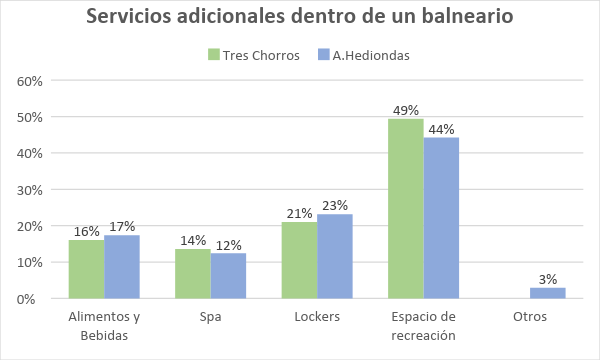 Servicios adicionales dentro de un balneario
Tres Chorros
A.Hediondas
60%
50%
40%
30%
20%
10%
0%
16%
17%
14%
12%
21%
23%
49%
44%
3%
Alimentos y
Bebidas
Spa
Lockers
Espacio de
recreación
Otros